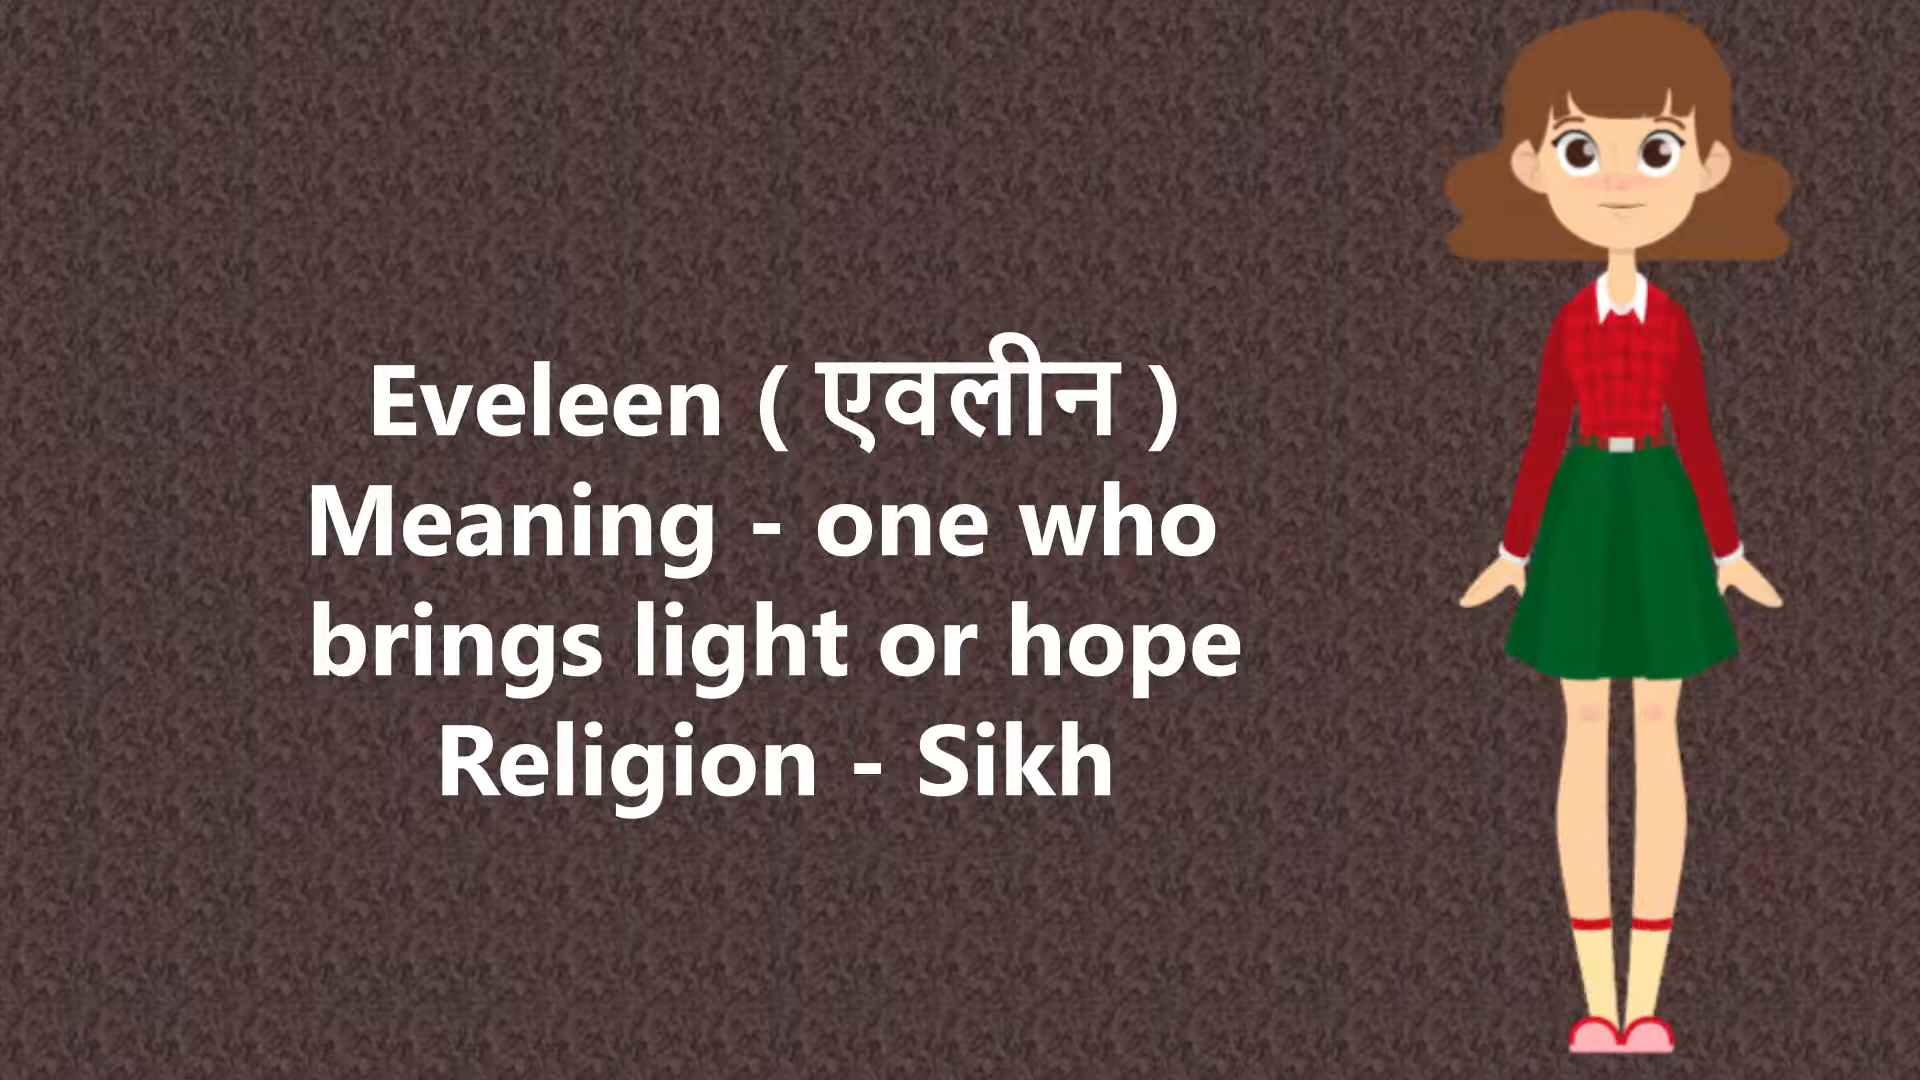 Eveleen ( एवलीन )
Meaning - one who
brings light or hope
Religion - Sikh